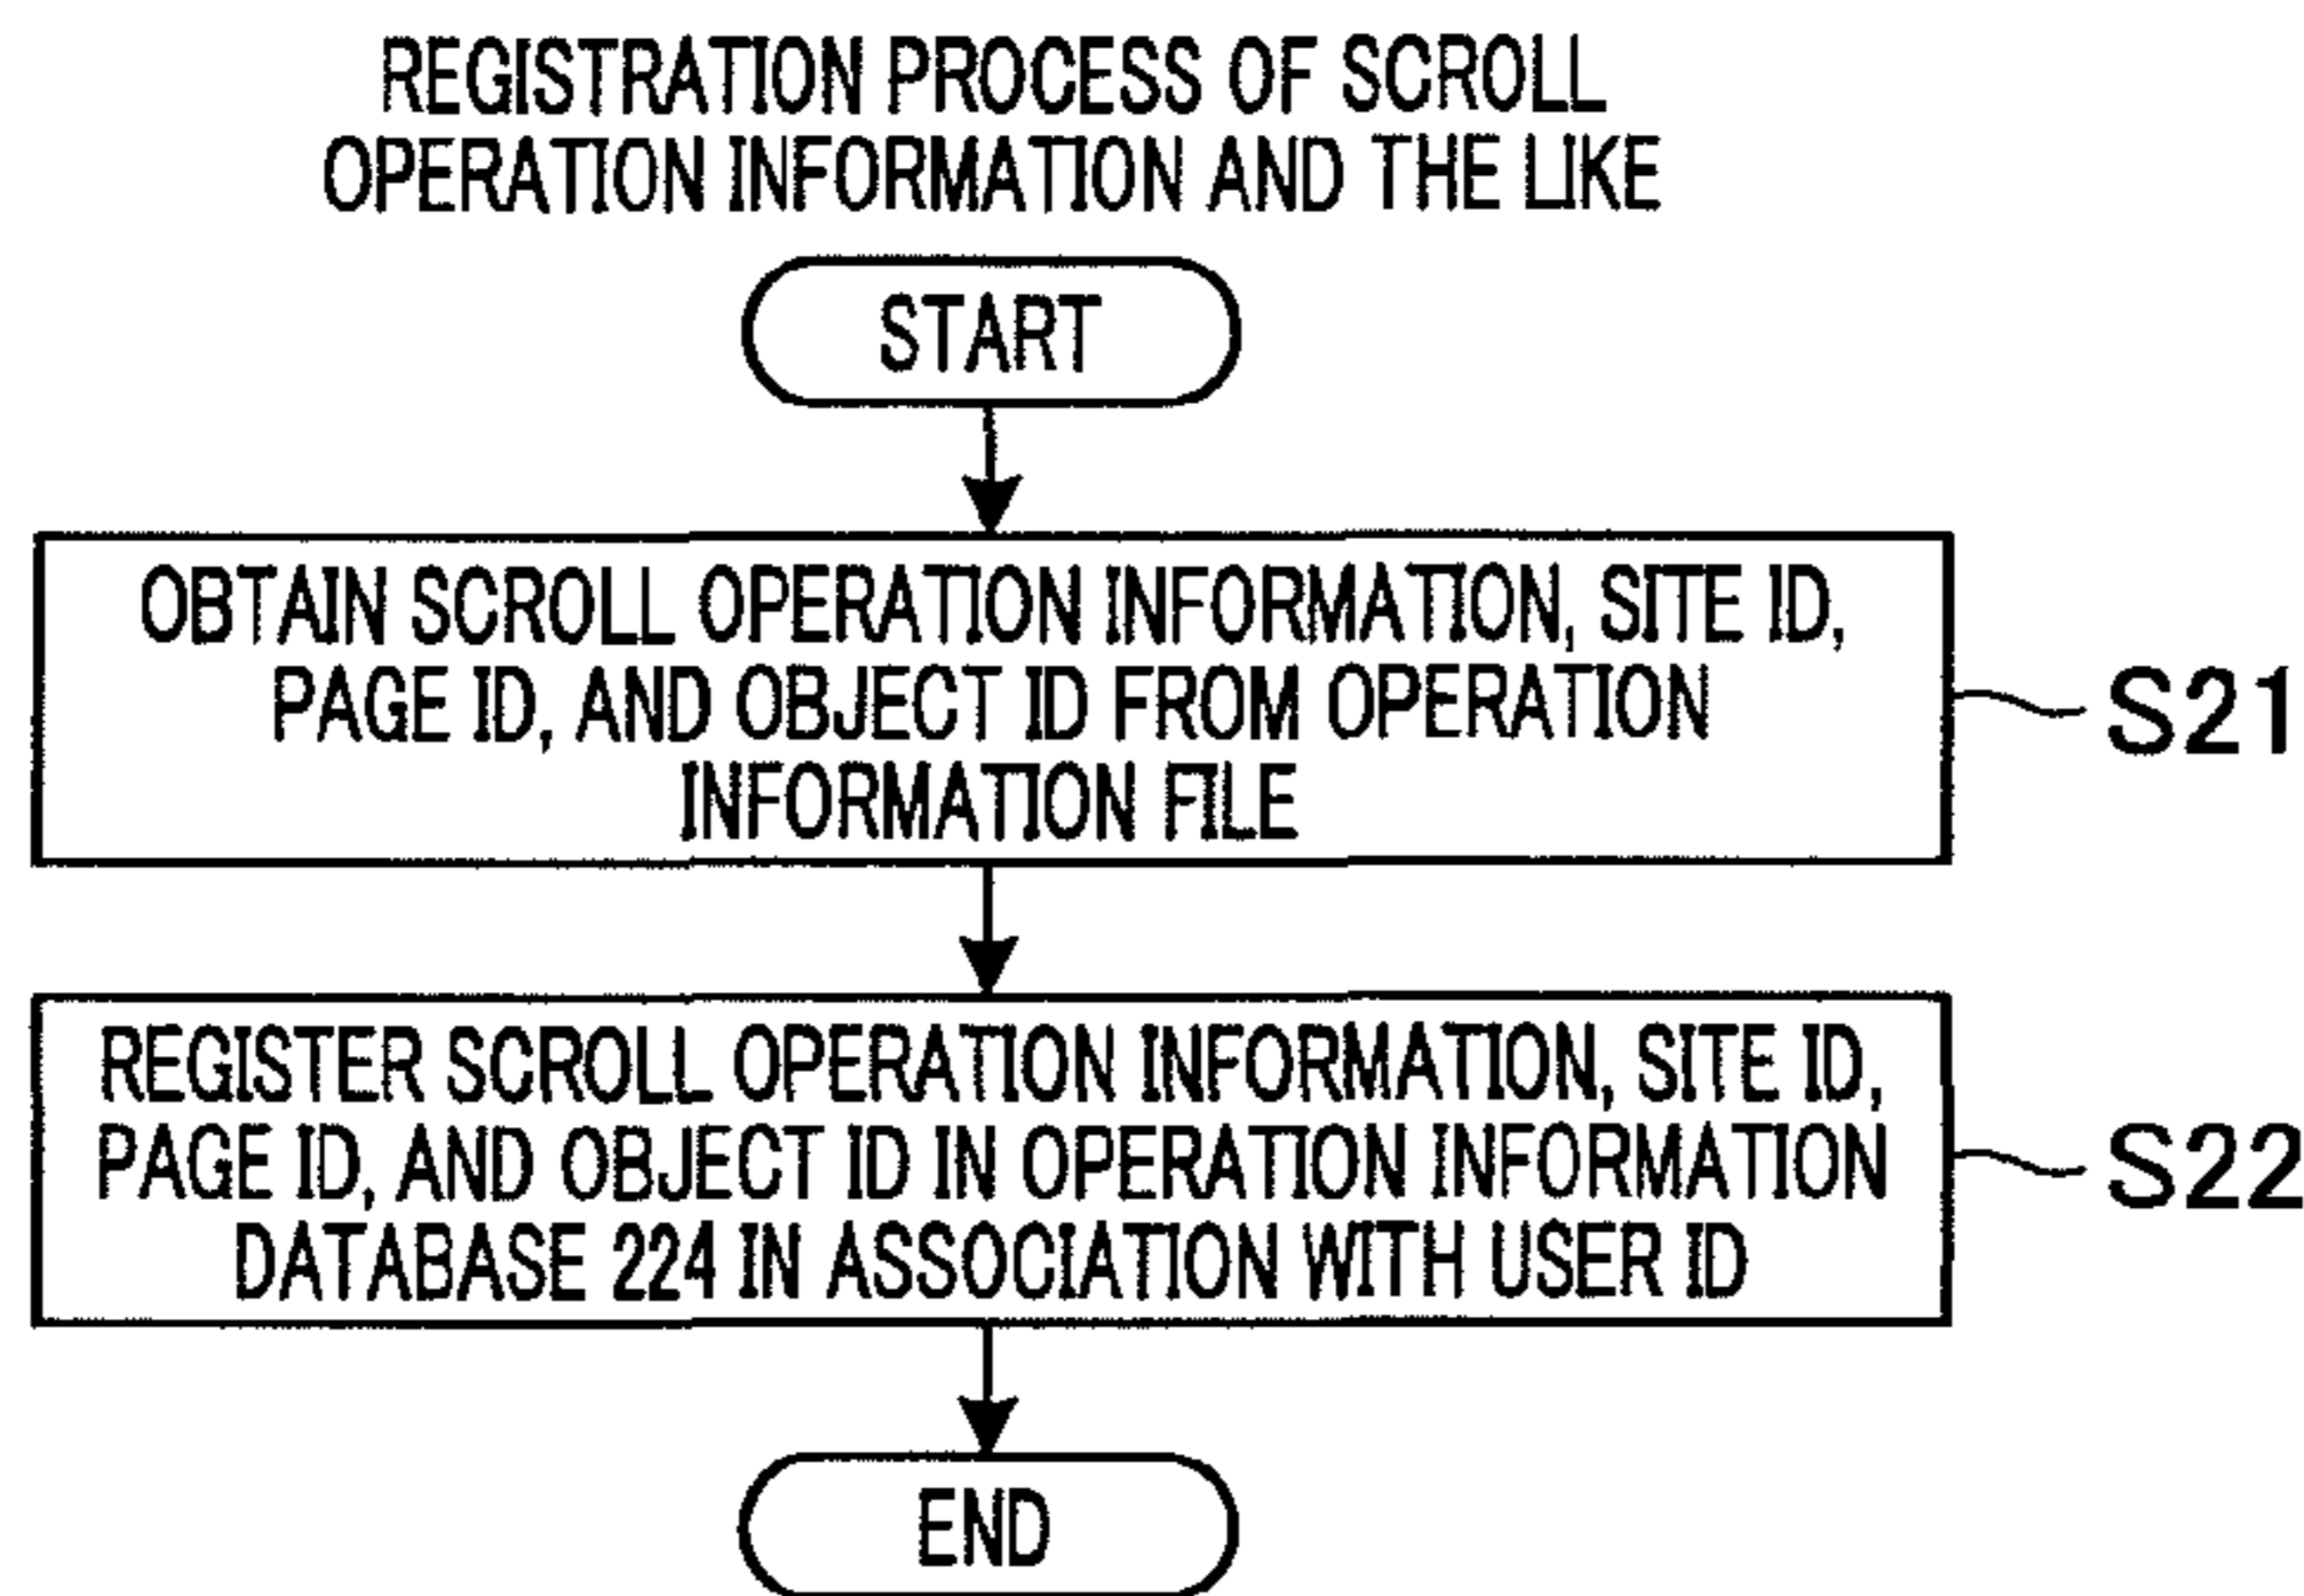 REGISTRATION PROCESS OF SCROLL
OPERATION INFORMATION AND THE LIKE
START
OBTAIN SCROLL OPERATION INFORMATION, SITE ID,
PAGE ID, AND OBJECT ID FROM OPERATION
INFORMATION FILE
S21
REGISTER SCROLL OPERATION INFORMATION, SITE ID,
PAGE ID, AND OBJECT ID IN OPERATION INFORMATION
DATABASE 224 IN ASSOCIATION WITH USER ID
S22
END